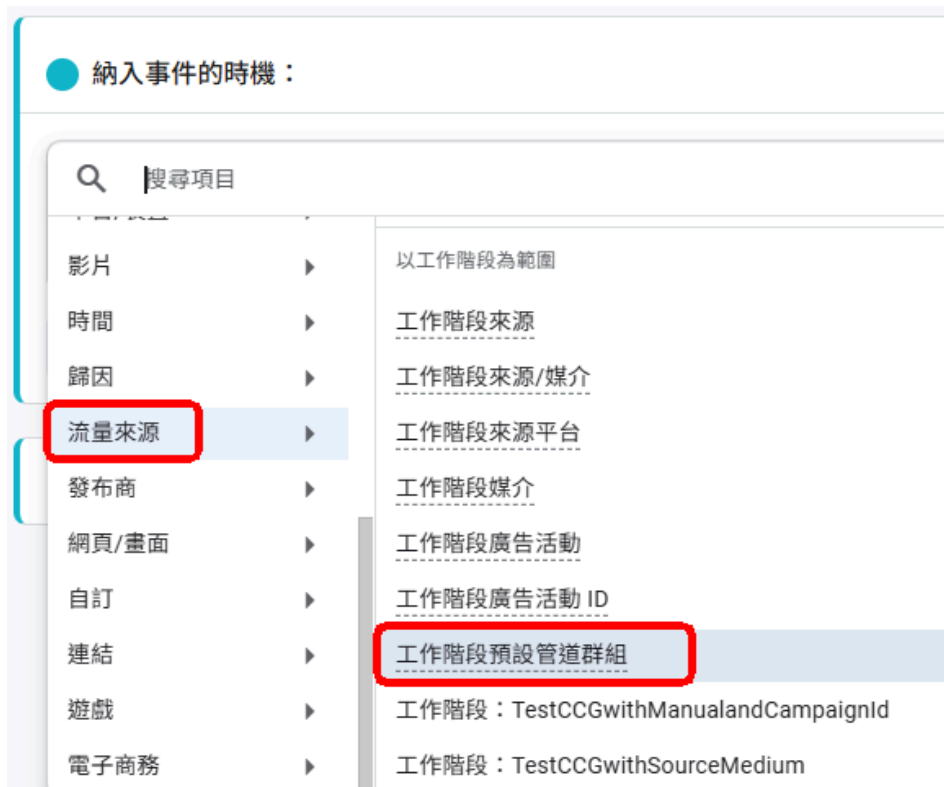 納入事件的時機：
搜尋項目
影片
時間
歸因
流量來源
發布商
網頁/畫面
自訂
連結
遊戲
電子商務
以工作階段為範圍
工作階段來源
工作階段來源/媒介
工作階段來源平台
工作階段媒介
工作階段廣告活動
工作階段廣告活動 ID
工作階段預設管道群組
工作階段：TestCCGwithManualandCampaignId
工作階段：TestCCGwithSourceMedium